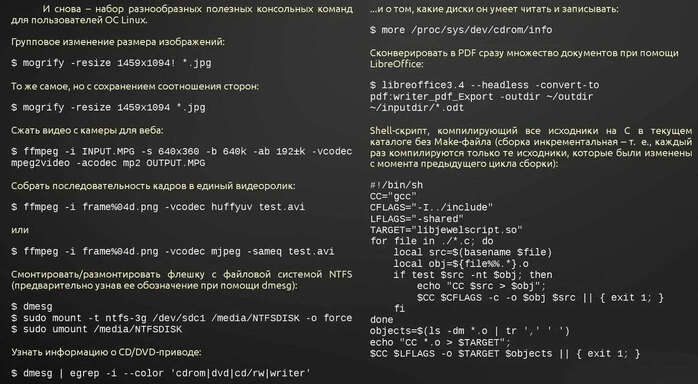 И снова – набор разнообразных полезных консольных команд
для пользователей ОС Linux.
Групповое изменение размера изображений:
$ mogrify -resize 1459x1094! *.jpg
То же самое, но с сохранением соотношения сторон:
$ mogrify -resize 1459x1094 *.jpg
Сжать видео с камеры для веба:
$ ffmpeg -i INPUT.MPG -s 640x360 -b 640k -ab 192±k -vcodec
mpeg2video -acodec mp2 OUTPUT.MPG
Собрать последовательность кадров в единый видеоролик:
$ ffmpeg -i frame%04d.png -vcodec huffyuv test.avi
или
$ ffmpeg -i frame%04d.png -vcodec mjpeg -sameq test.avi
Смонтировать/размонтировать флешку с файловой системой NTFS
(предварительно узнав ее обозначение при помощи dmesg):
$ dmesg
$ sudo mount -t ntfs-3g /dev/sdc1 /media/NTFSDISK -o force
$ sudo umount /media/NTFSDISK
Узнать информацию о CD/DVD-приводе:
$ dmesg | egrep -i --color 'cdrom|dvd|cd/rw|writer'
...и о том, какие диски он умеет читать и записывать:
$ more /proc/sys/dev/cdrom/info
Сконверировать в PDF сразу множество документов при помощи
LibreOffice:
$ libreoffice3.4 --headless -convert-to
pdf:writer_pdf_Export -outdir ~/outdir
~/inputdir/*.odt
Shell-скрипт, компилирующий все исходники на C в текущем
каталоге без Make-файла (сборка инкрементальная – т. е., каждый
раз компилируются только те исходники, которые были изменены
с момента предыдущего цикла сборки):
#!/bin/sh
CC="gcc"
CFLAGS="-I../include"
LFLAGS="-shared"
TARGET="libjewelscript.so"
for file in ./*.c; do
local src=$(basename $file)
local obj=${file%%.*}.o
if test $src -nt $obj; then
echo "CC $src > $obj";
$CC $CFLAGS -c -o $obj $src || { exit 1; }
fi
done
objects=$(ls -dm *.o | tr ',' ' ')
echo "CC *.o > $TARGET";
$CC $LFLAGS -o $TARGET $objects || { exit 1; }